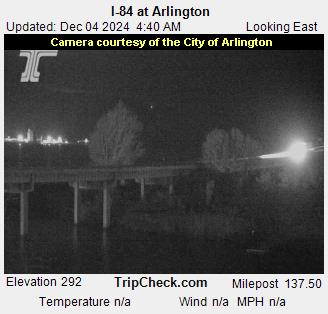 I-84 at Arlington
Updated: Dec 04 2024 4:40 AM Looking East
Camera courtesy of the City of Arlington
Elevation 292 TripCheck.com Milepost 137.50
Temperature n/a Wind n/a MPH n/a